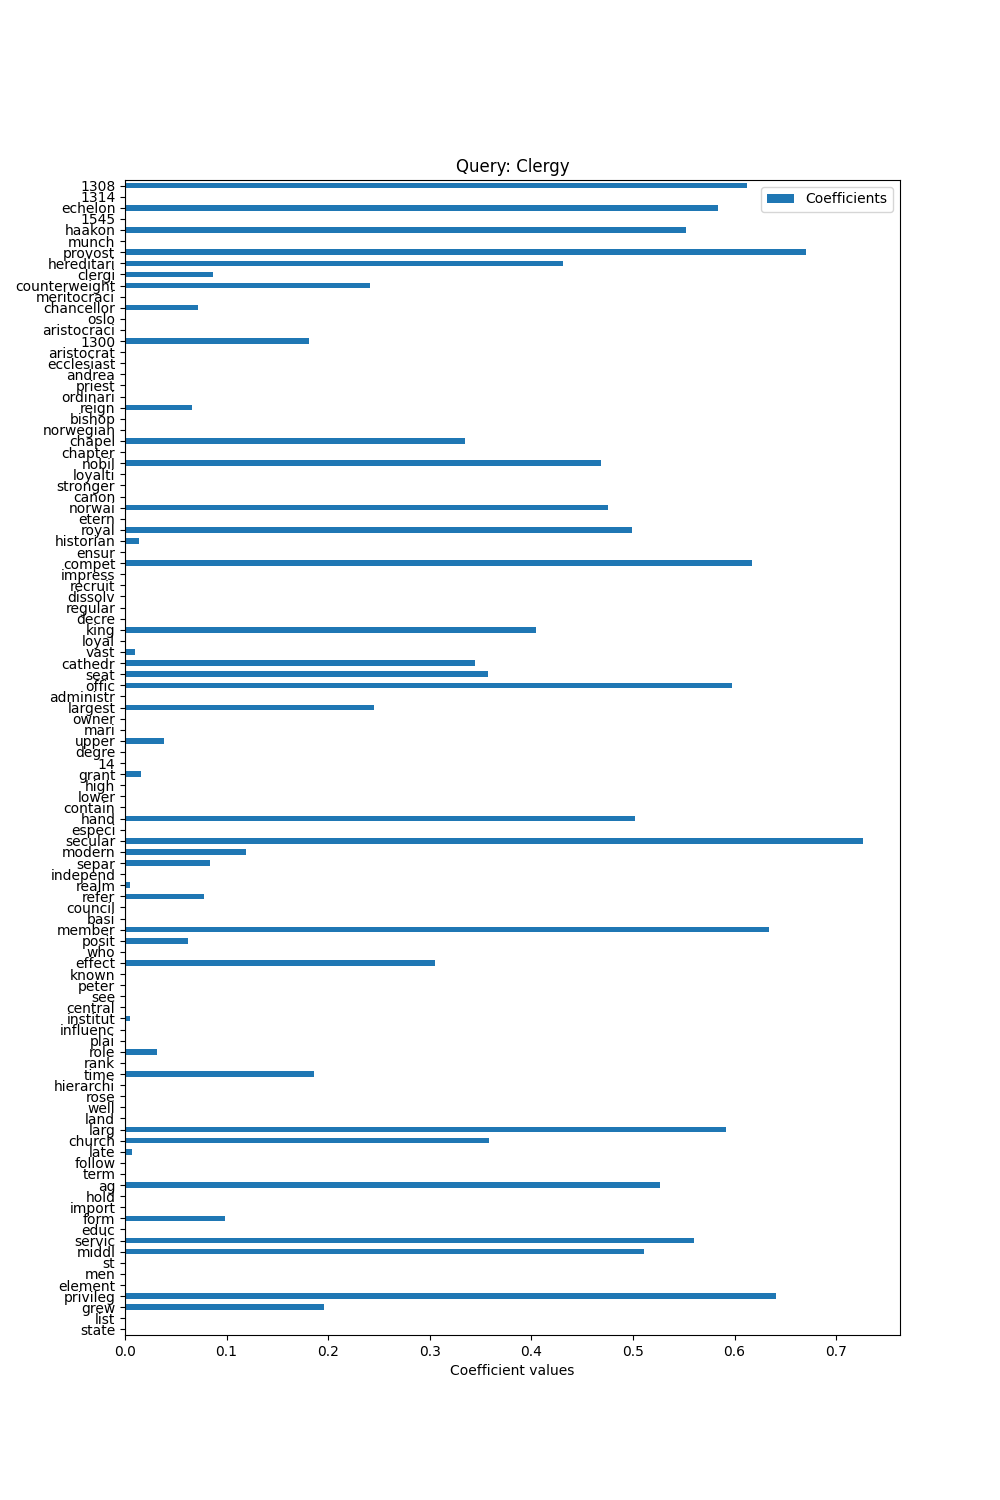 Query: Clergy
Coefficients
1308
1314
echelon
1545
haakon
munch
provost
hereditari
clergi
counterweight
meritocraci
chancellor
oslo
aristocraci
1300
aristocrat
ecclesiast
andrea
priest
ordinari
reign
bishop
norwegian
chapel
chapter
nobil
loyalti
stronger
canon
norwai
etern
royal
historian
ensur
compet
impress
recruit
dissolv
regular
decre
king
loyal
vast
cathedr
seat
offic
administr
largest
owner
mari
upper
degre
14
grant
high
lower
contain
hand
especi
secular
modern
separ
independ
realm
refer
council
basi
member
posit
who
effect
known
peter
see
central
institut
influenc
plai
role
rank
time
hierarchi
rose
well
land
larg
church
late
follow
term
ag
hold
import
form
educ
servic
middl
st
men
element
privileg
grew
list
state
0.0 0.1 0.2 0.3 0.4 0.5 0.6 0.7
Coefficient values